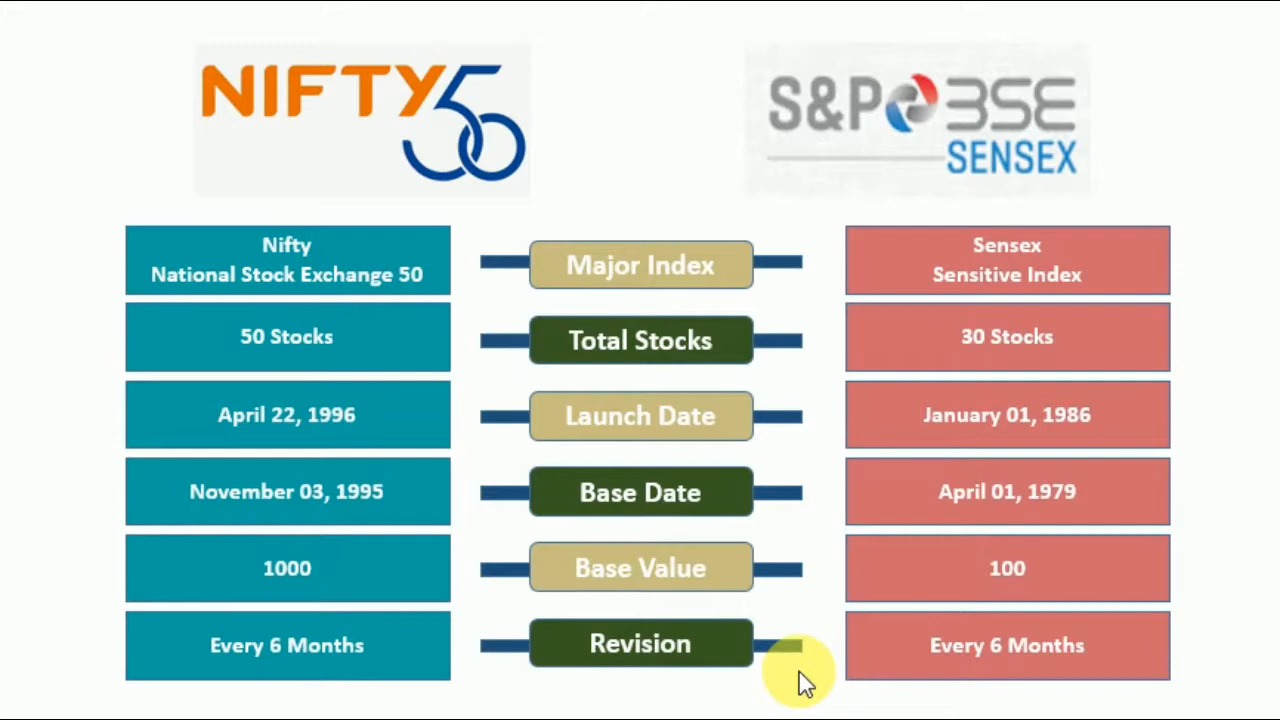 NIFTY50
S&P BSE
SENSEX
Nifty
National Stock Exchange 50
Major Index
Sensex
Sensitive Index
50 Stocks
Total Stocks
30 Stocks
April 22, 1996
Launch Date
January 01, 1986
November 03, 1995
Base Date
April 01, 1979
1000
Base Value
100
Every 6 Months
Revision
Every 6 Months